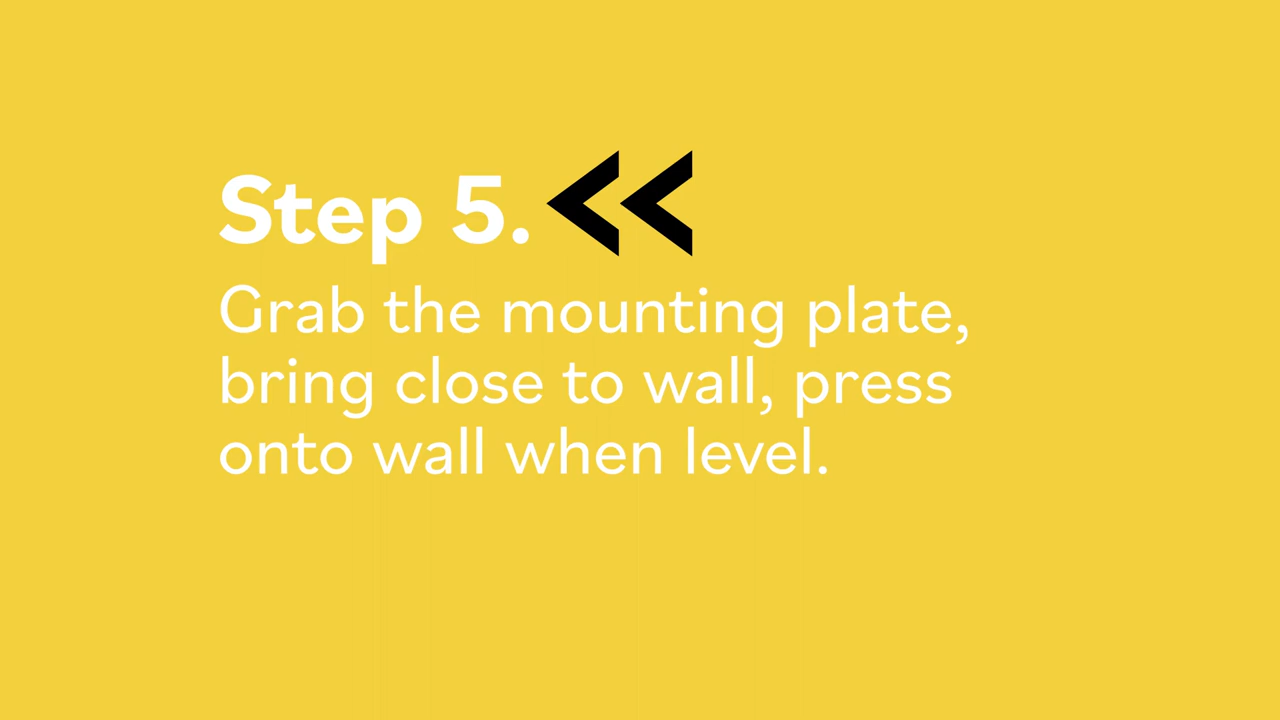 Step 5.
Grab the mounting plate,
bring close to wall, press
onto wall when level.